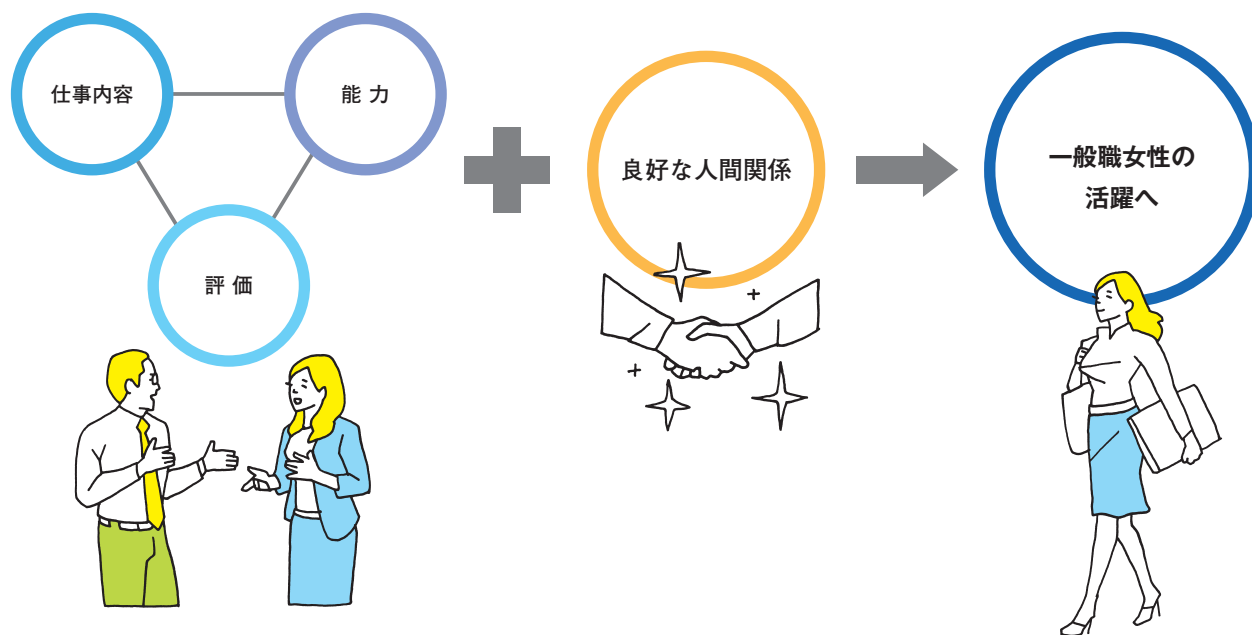 仕事内容
能 力
評 価
良好な人間関係
一般職女性の
活躍へ